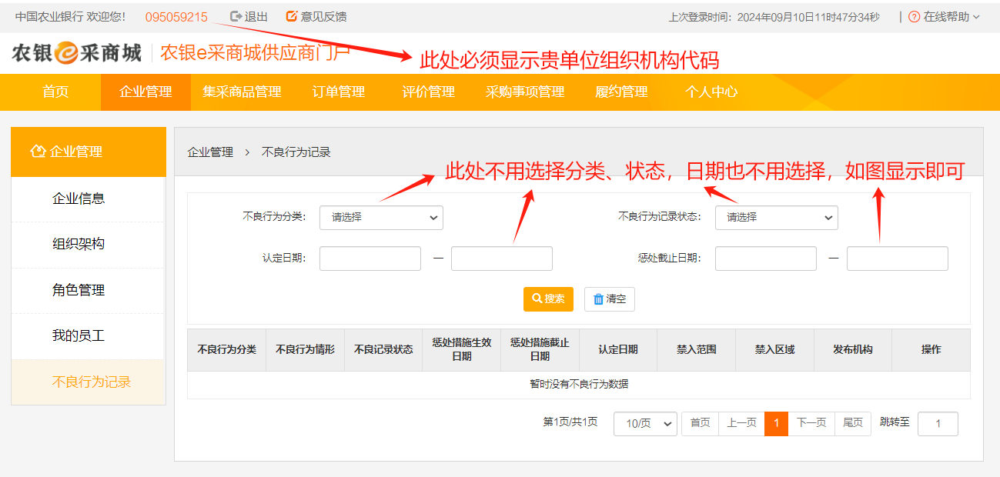 中国农业银行 欢迎您! 095059215 退出 意见反馈 上次登录时间：2024年09月10日11时47分34秒 在线帮助
农银e采商城 农银e采商城供应商门户
此处必须显示贵单位组织机构代码
首页 企业管理 集采商品管理 订单管理 评价管理 采购事项管理 履约管理 个人中心
企业管理
企业信息
组织架构
角色管理
我的员工
不良行为记录
企业管理 > 不良行为记录
此处不用选择分类、状态，日期也不用选择，如图显示即可
不良行为分类： 请选择 不良行为记录状态： 请选择
认定日期： — 惩处截止日期： —
搜索 清空
不良行为分类 不良行为情形 不良记录状态 惩处措施生效日期 惩处措施截止日期 认定日期 禁入范围 禁入区域 发布机构 操作
暂时没有不良行为数据
第1页/共1页 10/页 首页 上一页 1 下一页 尾页 跳转至 1